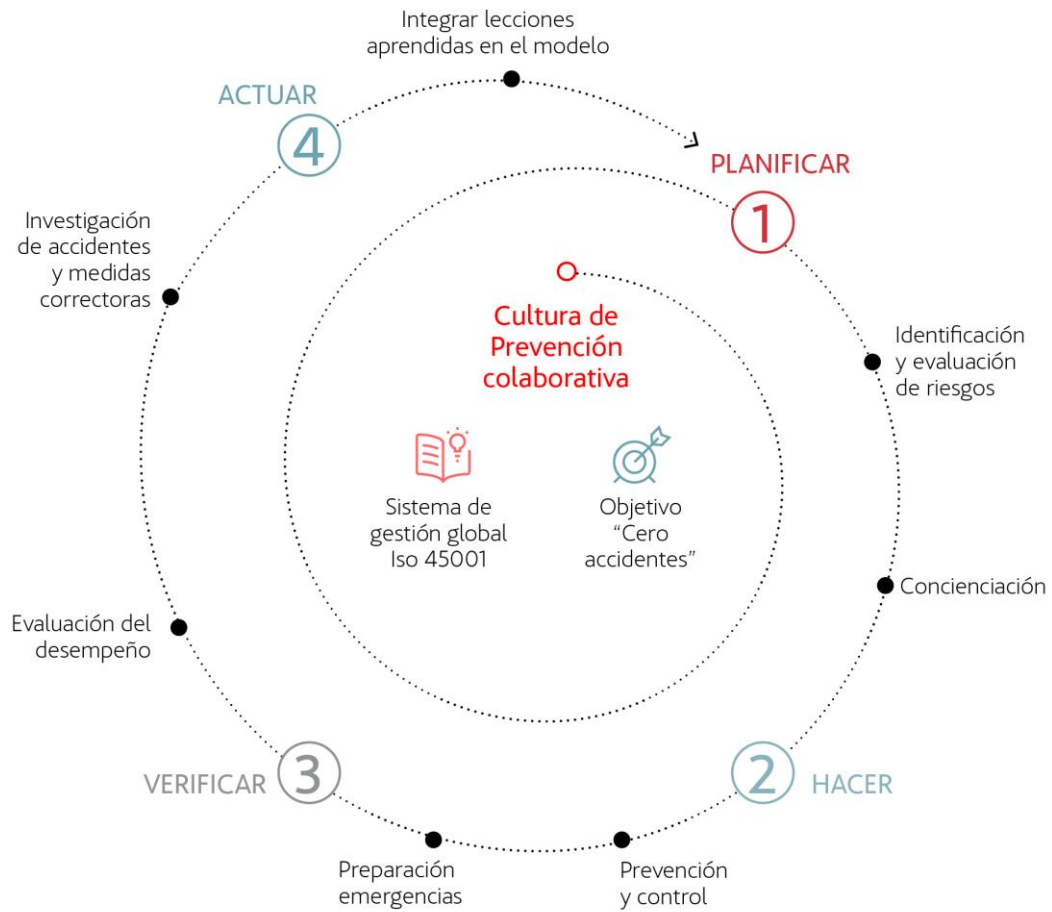 Integrar lecciones
aprendidas en el modelo
ACTUAR
4
PLANIFICAR
1
Investigación
de accidentes
y medidas
correctoras
Cultura de
Prevención
colaborativa
Identificación
y evaluación
de riesgos
Sistema de
gestión global
Iso 45001
Objetivo
“Cero
accidentes”
Concienciación
Evaluación del
desempeño
VERIFICAR
3
2
HACER
Preparación
emergencias
Prevención
y control